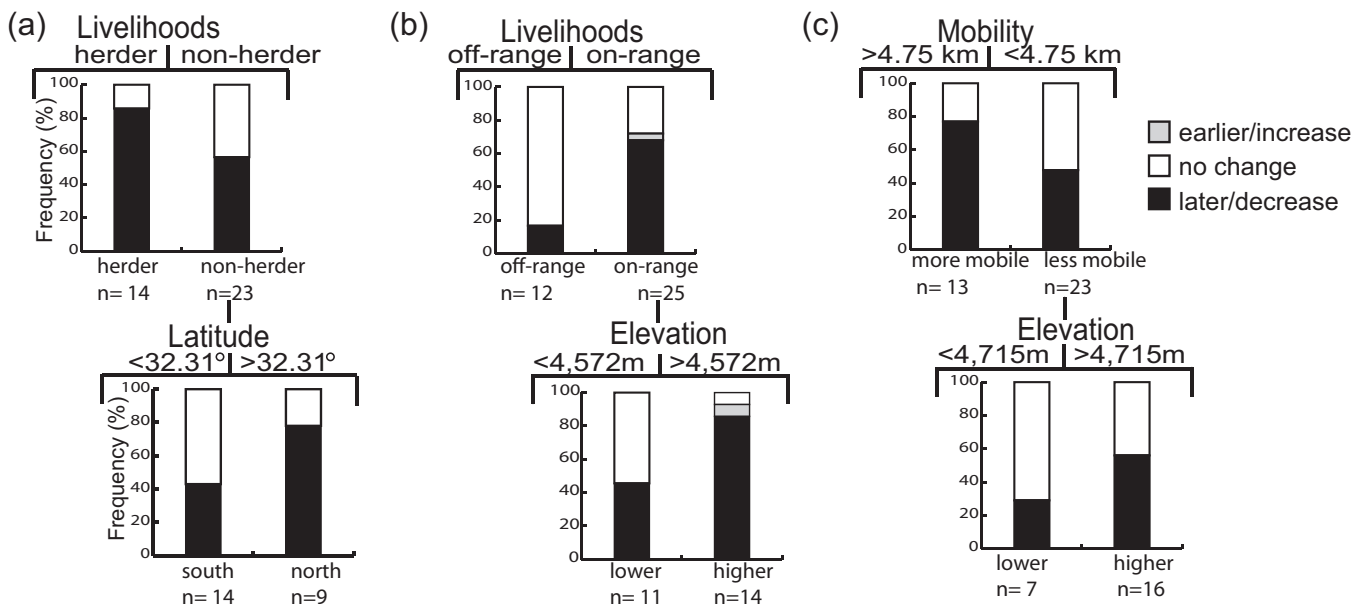 (a)
Livelihoods
herder non-herder
100
80
60
40
20
0
Frequency (%)
herder non-herder
n= 14 n=23
Latitude
<32.31° >32.31°
100
80
60
40
20
0
Frequency (%)
south north
n= 14 n=9
(b)
Livelihoods
off-range on-range
100
80
60
40
20
0
off-range on-range
n= 12 n=25
Elevation
<4,572m >4,572m
100
80
60
40
20
0
lower higher
n= 11 n=14
(c)
Mobility
>4.75 km <4.75 km
100
80
60
40
20
0
more mobile less mobile
n= 13 n=23
Elevation
<4,715m >4,715m
100
80
60
40
20
0
lower higher
n= 7 n=16
earlier/increase
no change
later/decrease